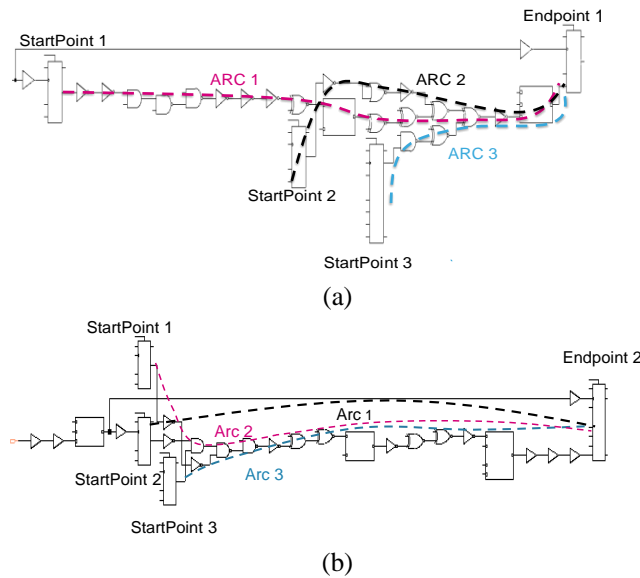 Endpoint 1
StartPoint 1
ARC 1
ARC 2
StartPoint 2
ARC 3
StartPoint 3
(a)
StartPoint 1
Endpoint 2
Arc 1
Arc 2
StartPoint 2
Arc 3
StartPoint 3
(b)